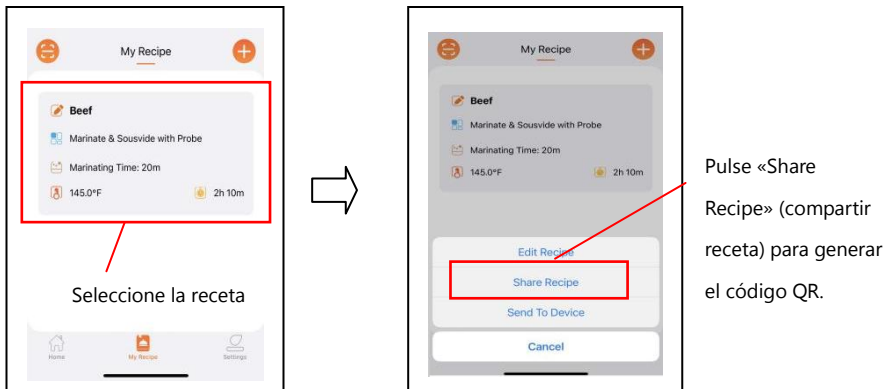 My Recipe
Beef
Marinate & Sousvide with Probe
Marinating Time: 20m
145.0°F
2h 10m
Seleccione la receta
Home
My Recipe
Settings
My Recipe
Beef
Marinate & Sousvide with Probe
Marinating Time: 20m
145.0°F
2h 10m
Edit Recipe
Share Recipe
Send To Device
Cancel
Pulse «Share
Recipe» (compartir
receta) para generar
el código QR.